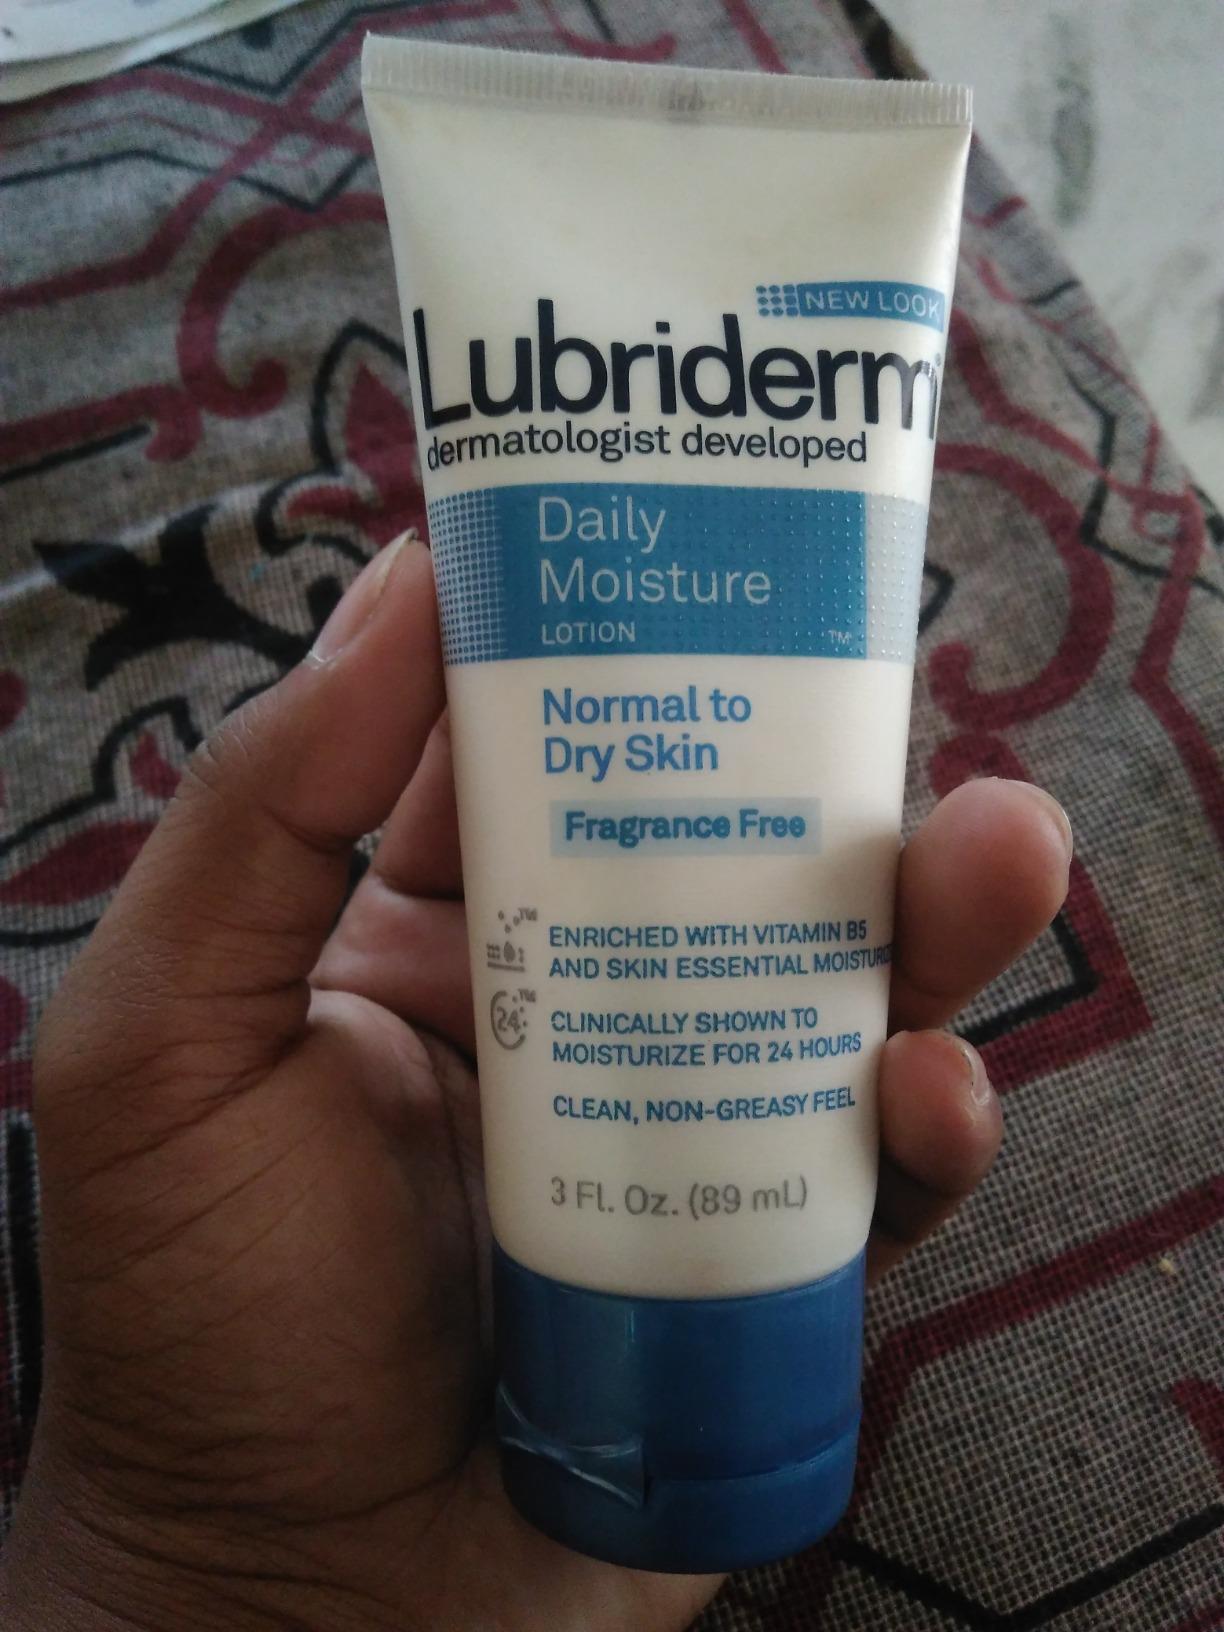 NEW LOOK
Lubriderm
dermatologist developed
Daily
Moisture
LOTION ™
Normal to
Dry Skin
Fragrance Free
™
ENRICHED WITH VITAMIN B5
AND SKIN ESSENTIAL
™
24
CLINICALLY SHOWN TO
MOISTURIZE FOR 24 HOURS
CLEAN, NON-GREASY FEEL
3 Fl. Oz. (89 mL)